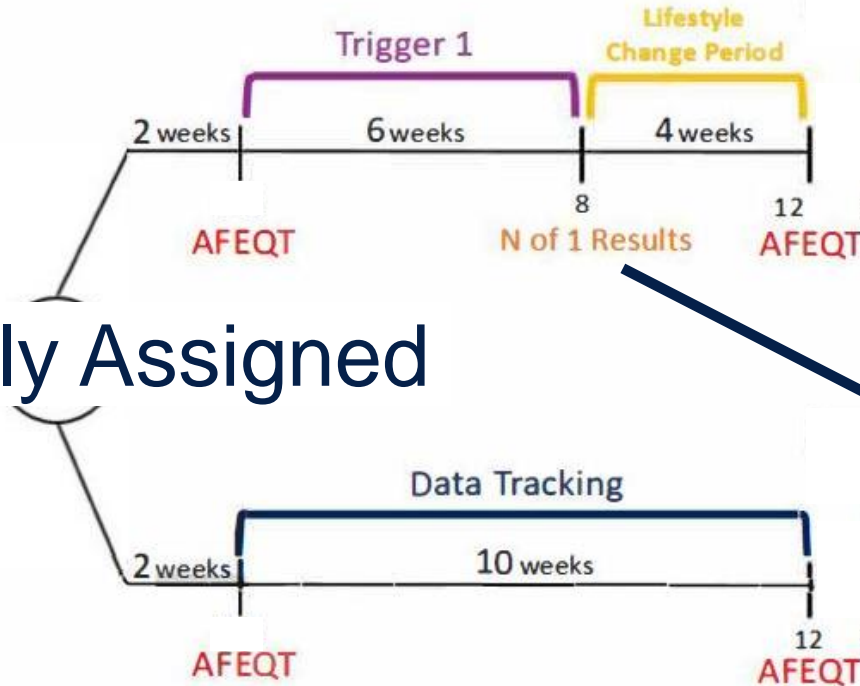 Lifestyle
Change Period
Trigger 1
2 weeks
6 weeks
4 weeks
8
12
AFEQT
N of 1 Results
AFEQT
ly Assigned
Data Tracking
2 weeks
10 weeks
12
AFEQT
AFEQT